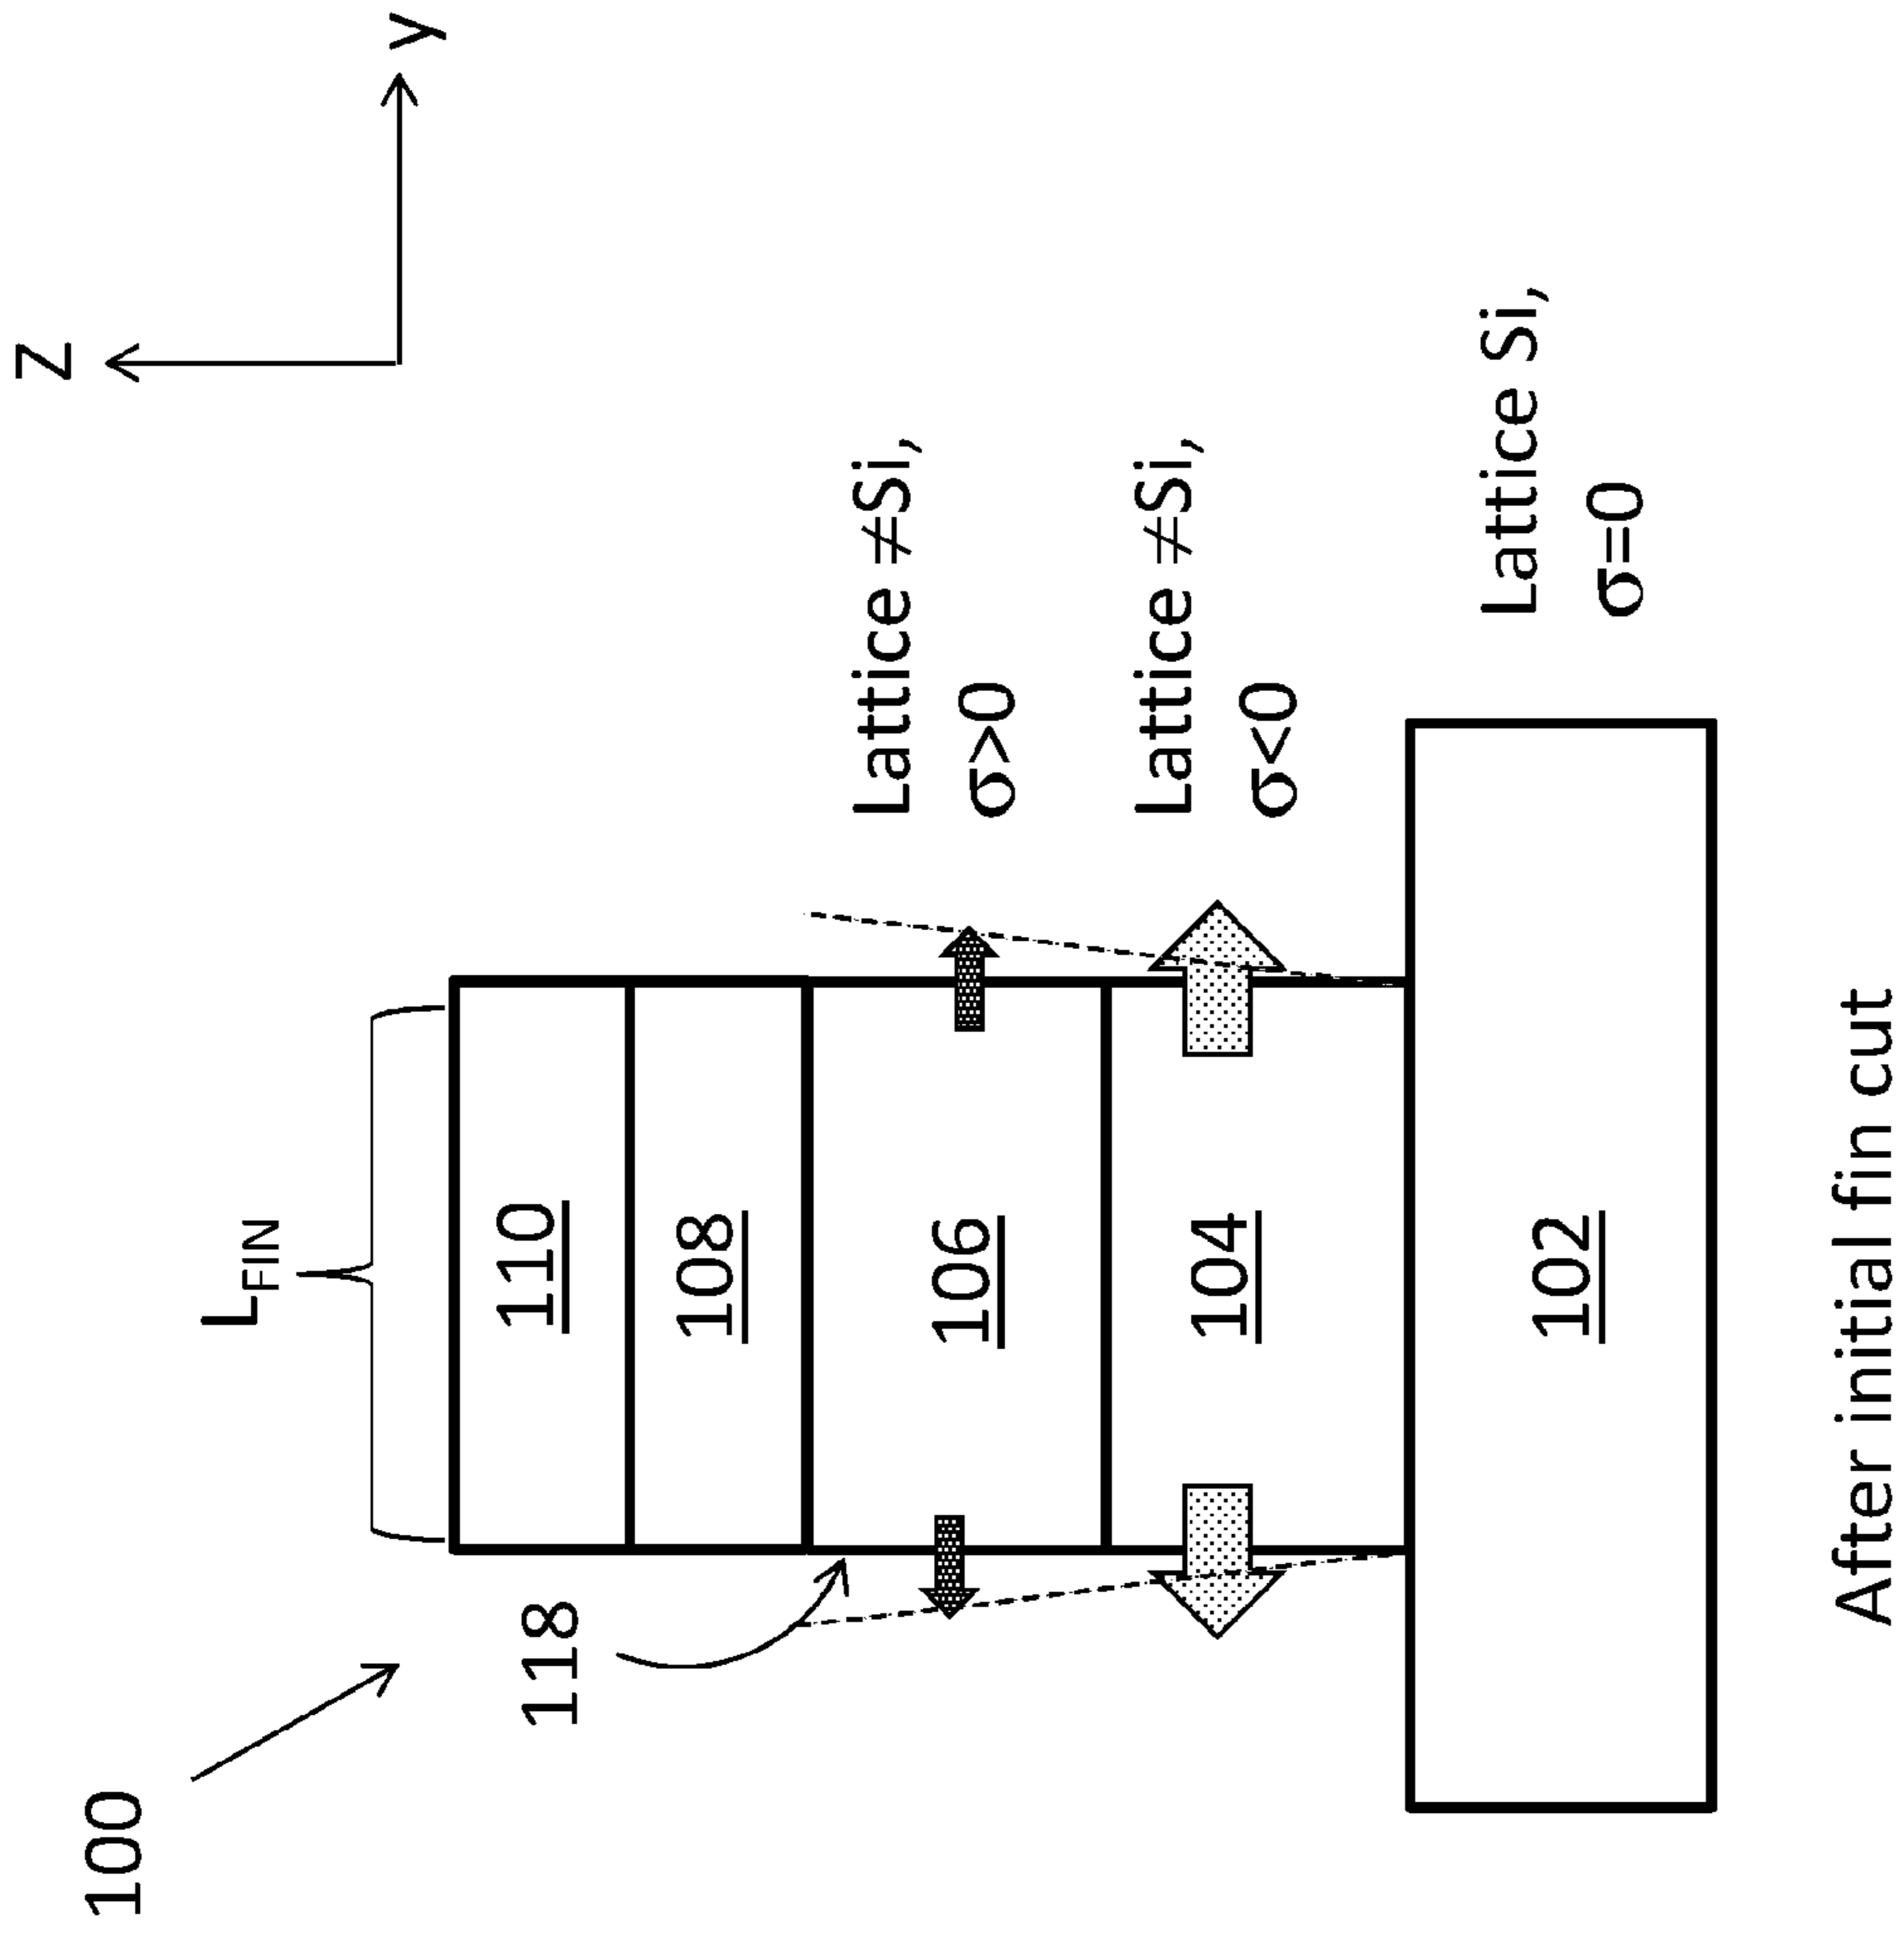 100
118
L_FIN
Z
y
110
108
106
104
102
Lattice ≠Si,
σ>0
Lattice ≠Si,
σ<0
Lattice Si,
σ=0
After initial fin cut